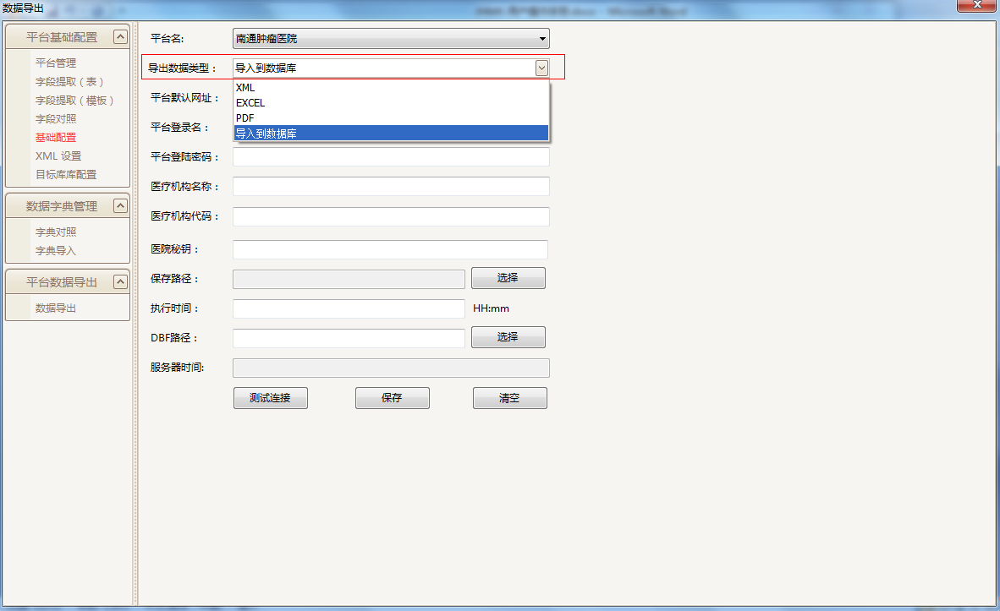 数据导出
平台基础配置
平台管理
字段提取（表）
字段提取（模板）
字段对照
基础配置
XML 设置
目标库库配置
数据字典管理
字典对照
字典导入
平台数据导出
数据导出
平台名: 南通肿瘤医院
导出数据类型： 导入到数据库
XML
EXCEL
PDF
导入到数据库
平台默认网址：
平台登录名：
平台登陆密码：
医疗机构名称：
医疗机构代码：
医院秘钥：
保存路径： 选择
执行时间： HH:mm
DBF路径： 选择
服务器时间:
测试连接 保存 清空